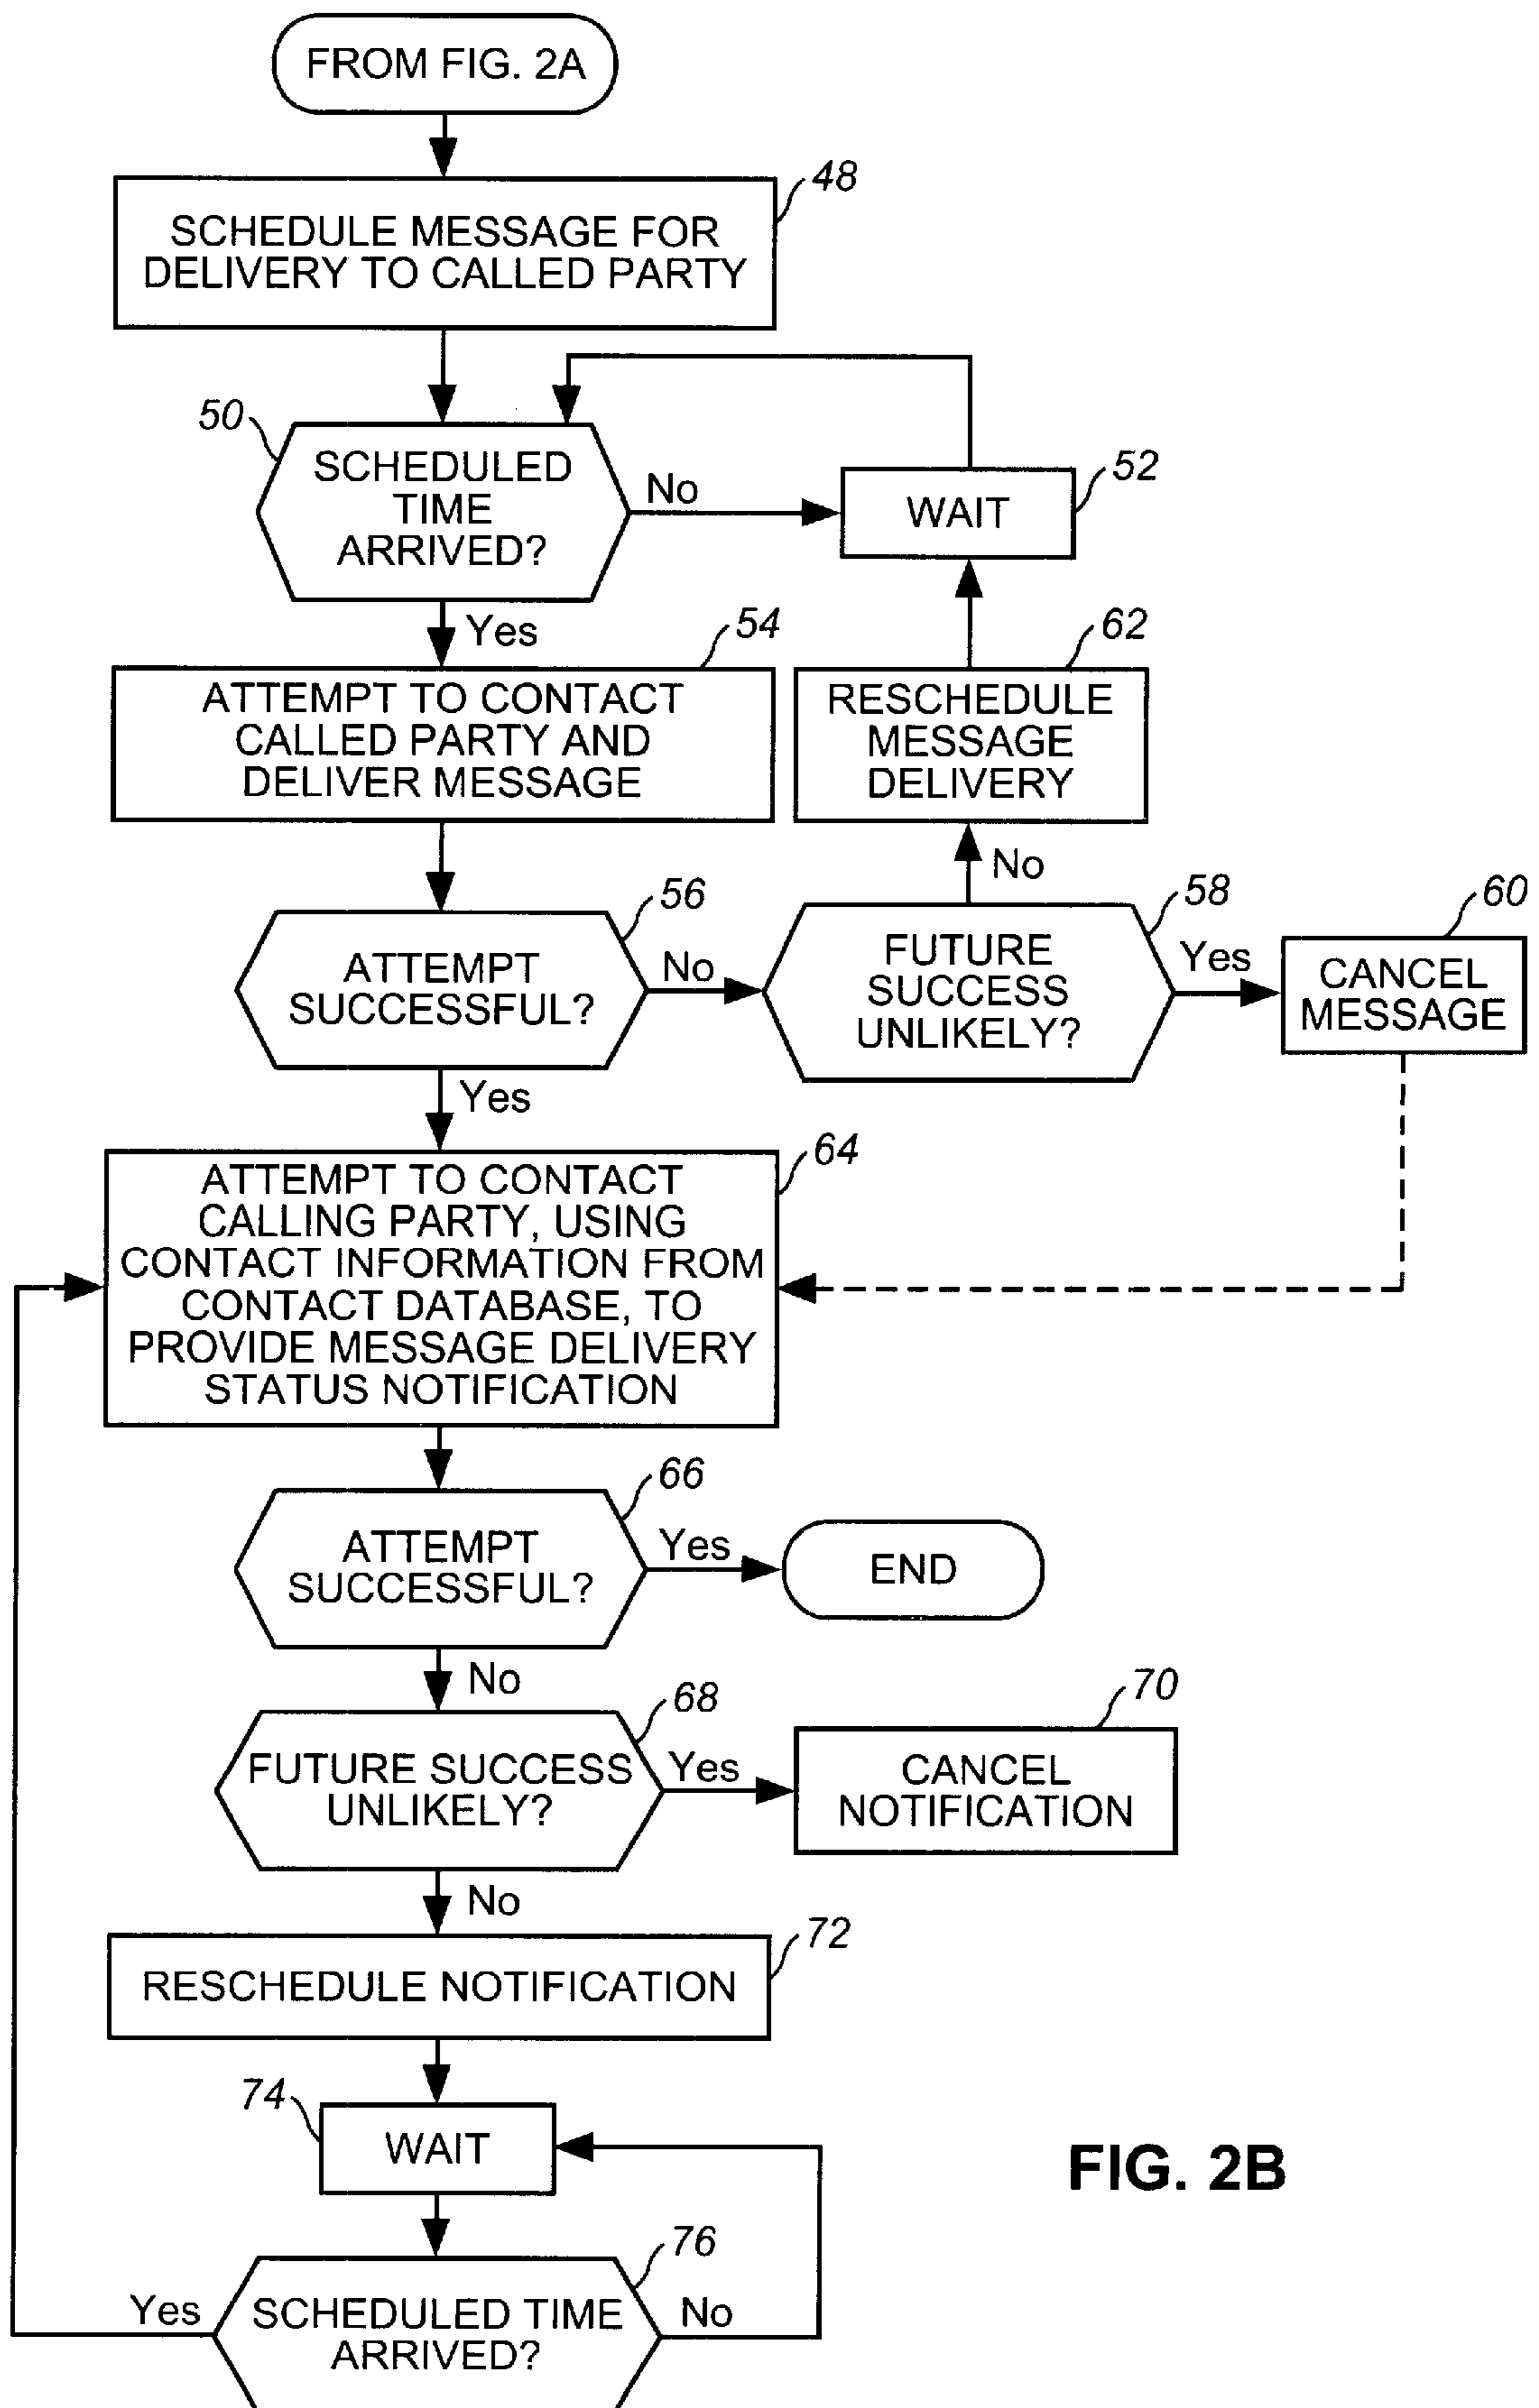 FROM FIG. 2A
48
SCHEDULE MESSAGE FOR
DELIVERY TO CALLED PARTY
50
SCHEDULED
TIME
ARRIVED?
No
52
WAIT
Yes
54
ATTEMPT TO CONTACT
CALLED PARTY AND
DELIVER MESSAGE
62
RESCHEDULE
MESSAGE
DELIVERY
No
56
ATTEMPT
SUCCESSFUL?
No
58
FUTURE
SUCCESS
UNLIKELY?
Yes
60
CANCEL
MESSAGE
Yes
64
ATTEMPT TO CONTACT
CALLING PARTY, USING
CONTACT INFORMATION FROM
CONTACT DATABASE, TO
PROVIDE MESSAGE DELIVERY
STATUS NOTIFICATION
66
ATTEMPT
SUCCESSFUL?
Yes
END
No
68
FUTURE SUCCESS
UNLIKELY?
Yes
70
CANCEL
NOTIFICATION
No
72
RESCHEDULE NOTIFICATION
74
WAIT
FIG. 2B
76
Yes
SCHEDULED TIME
ARRIVED?
No